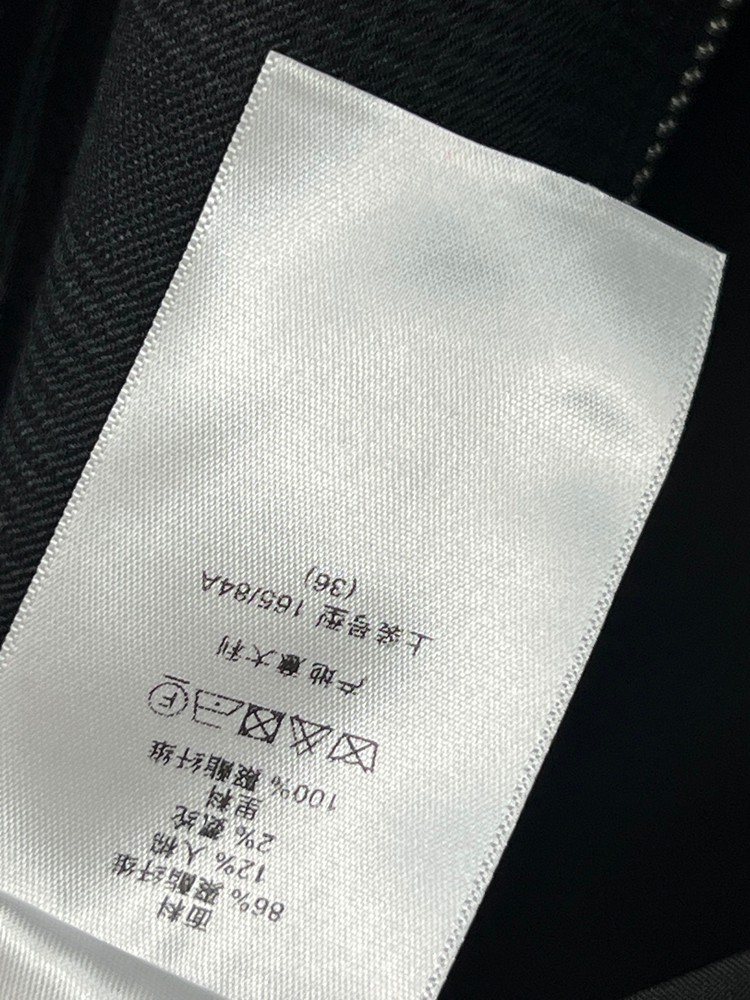 面料
86% 聚酯纤维
12% 人棉
2% 氨纶
里料
100% 聚酯纤维
F
产地 意大利
上装号型 165/84A
(36)